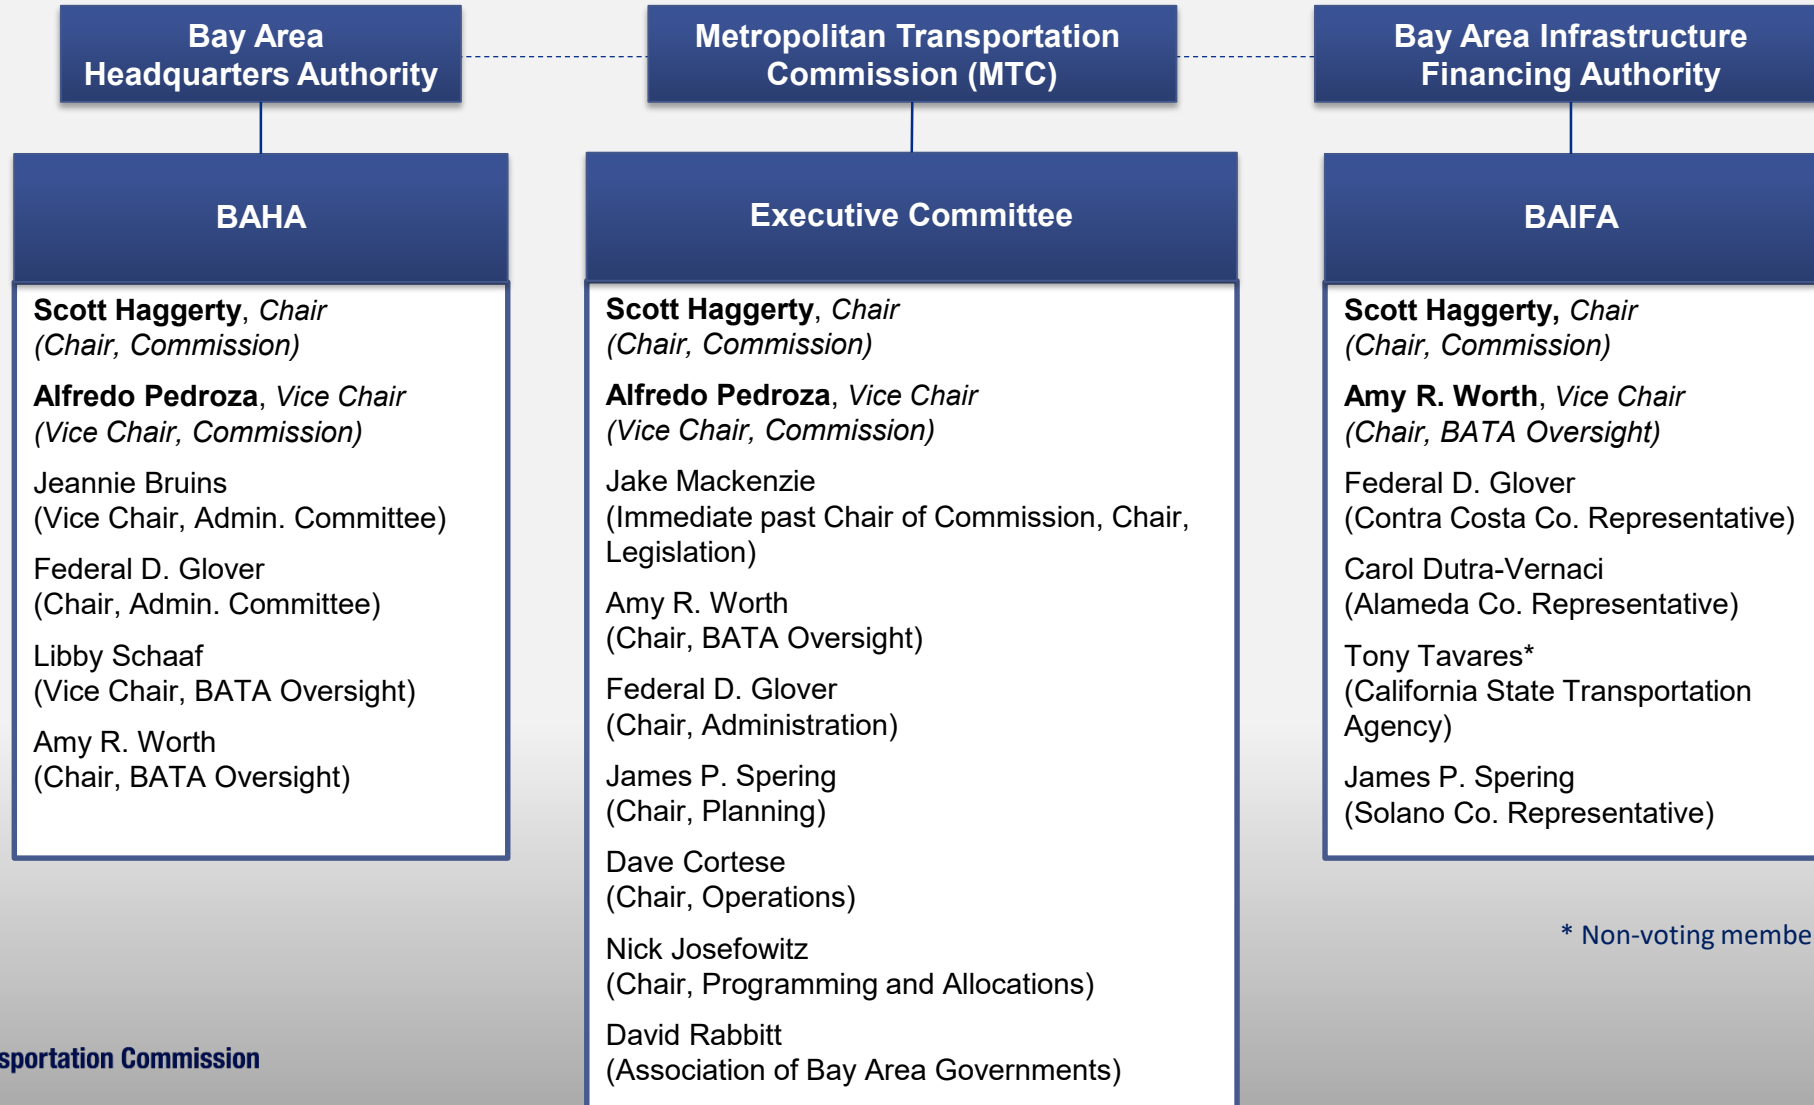 Bay Area
Headquarters Authority
Metropolitan Transportation
Commission (MTC)
Bay Area Infrastructure
Financing Authority
BAHA
Scott Haggerty, Chair
(Chair, Commission)
Alfredo Pedroza, Vice Chair
(Vice Chair, Commission)
Jeannie Bruins
(Vice Chair, Admin. Committee)
Federal D. Glover
(Chair, Admin. Committee)
Libby Schaaf
(Vice Chair, BATA Oversight)
Amy R. Worth
(Chair, BATA Oversight)
Executive Committee
Scott Haggerty, Chair
(Chair, Commission)
Alfredo Pedroza, Vice Chair
(Vice Chair, Commission)
Jake Mackenzie
(Immediate past Chair of Commission, Chair,
Legislation)
Amy R. Worth
(Chair, BATA Oversight)
Federal D. Glover
(Chair, Administration)
James P. Spering
(Chair, Planning)
Dave Cortese
(Chair, Operations)
Nick Josefowitz
(Chair, Programming and Allocations)
David Rabbitt
(Association of Bay Area Governments)
BAIFA
Scott Haggerty, Chair
(Chair, Commission)
Amy R. Worth, Vice Chair
(Chair, BATA Oversight)
Federal D. Glover
(Contra Costa Co. Representative)
Carol Dutra-Vernaci
(Alameda Co. Representative)
Tony Tavares*
(California State Transportation
Agency)
James P. Spering
(Solano Co. Representative)
* Non-voting membe
sportation Commission